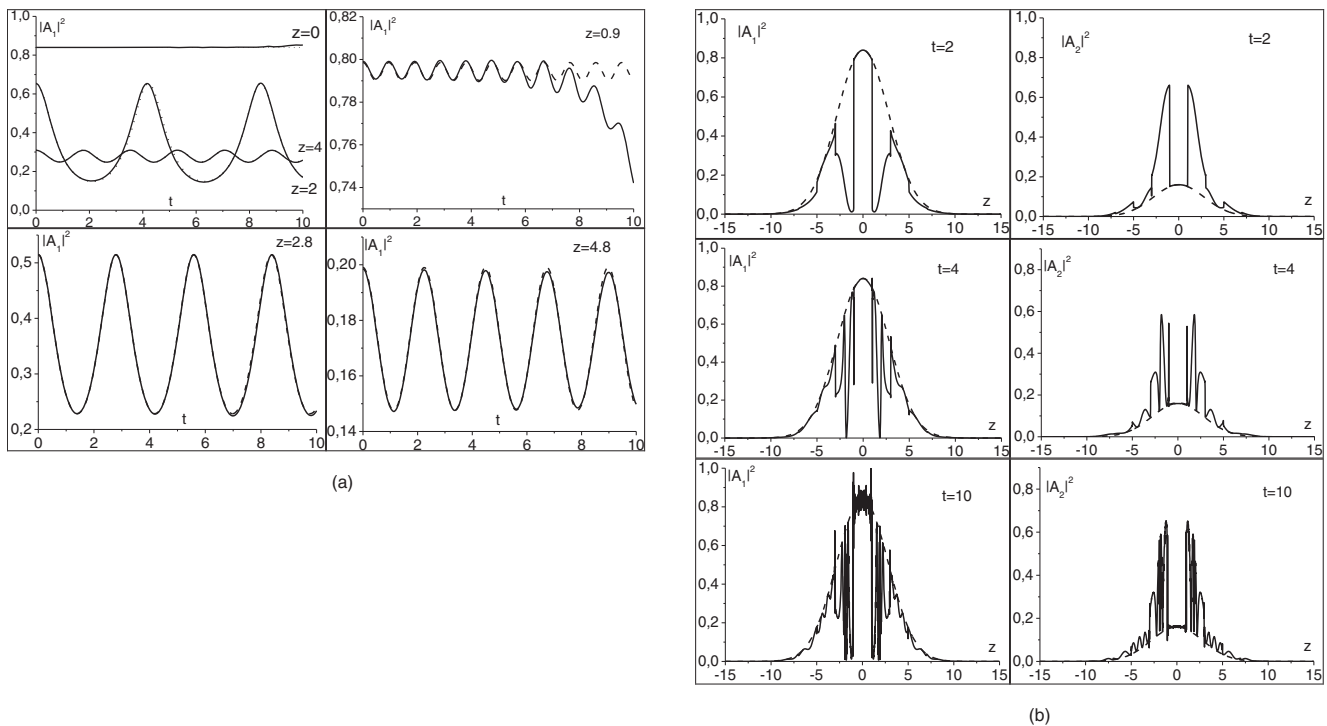 |A₁|²
z=0
1,0
0,8
0,6
0,4
0,2
0,0
z=4
z=2
t
0 2 4 6 8 10
|A₁|²
z=0.9
0,82
0,80
0,78
0,76
0,74
t
0 2 4 6 8 10
|A₁|²
z=2.8
0,5
0,4
0,3
0,2
t
0 2 4 6 8 10
|A₁|²
z=4.8
0,20
0,18
0,16
0,14
t
0 2 4 6 8 10
(a)
|A₁|²
t=2
1,0
0,8
0,6
0,4
0,2
0,0
z
-15 -10 -5 0 5 10 15
|A₂|²
t=2
1,0
0,8
0,6
0,4
0,2
0,0
z
-15 -10 -5 0 5 10 15
|A₁|²
t=4
1,0
0,8
0,6
0,4
0,2
0,0
z
-15 -10 -5 0 5 10 15
|A₂|²
t=4
0,8
0,6
0,4
0,2
0,0
z
-15 -10 -5 0 5 10 15
|A₁|²
t=10
1,0
0,8
0,6
0,4
0,2
0,0
z
-15 -10 -5 0 5 10 15
|A₂|²
t=10
0,8
0,6
0,4
0,2
0,0
z
-15 -10 -5 0 5 10 15
(b)